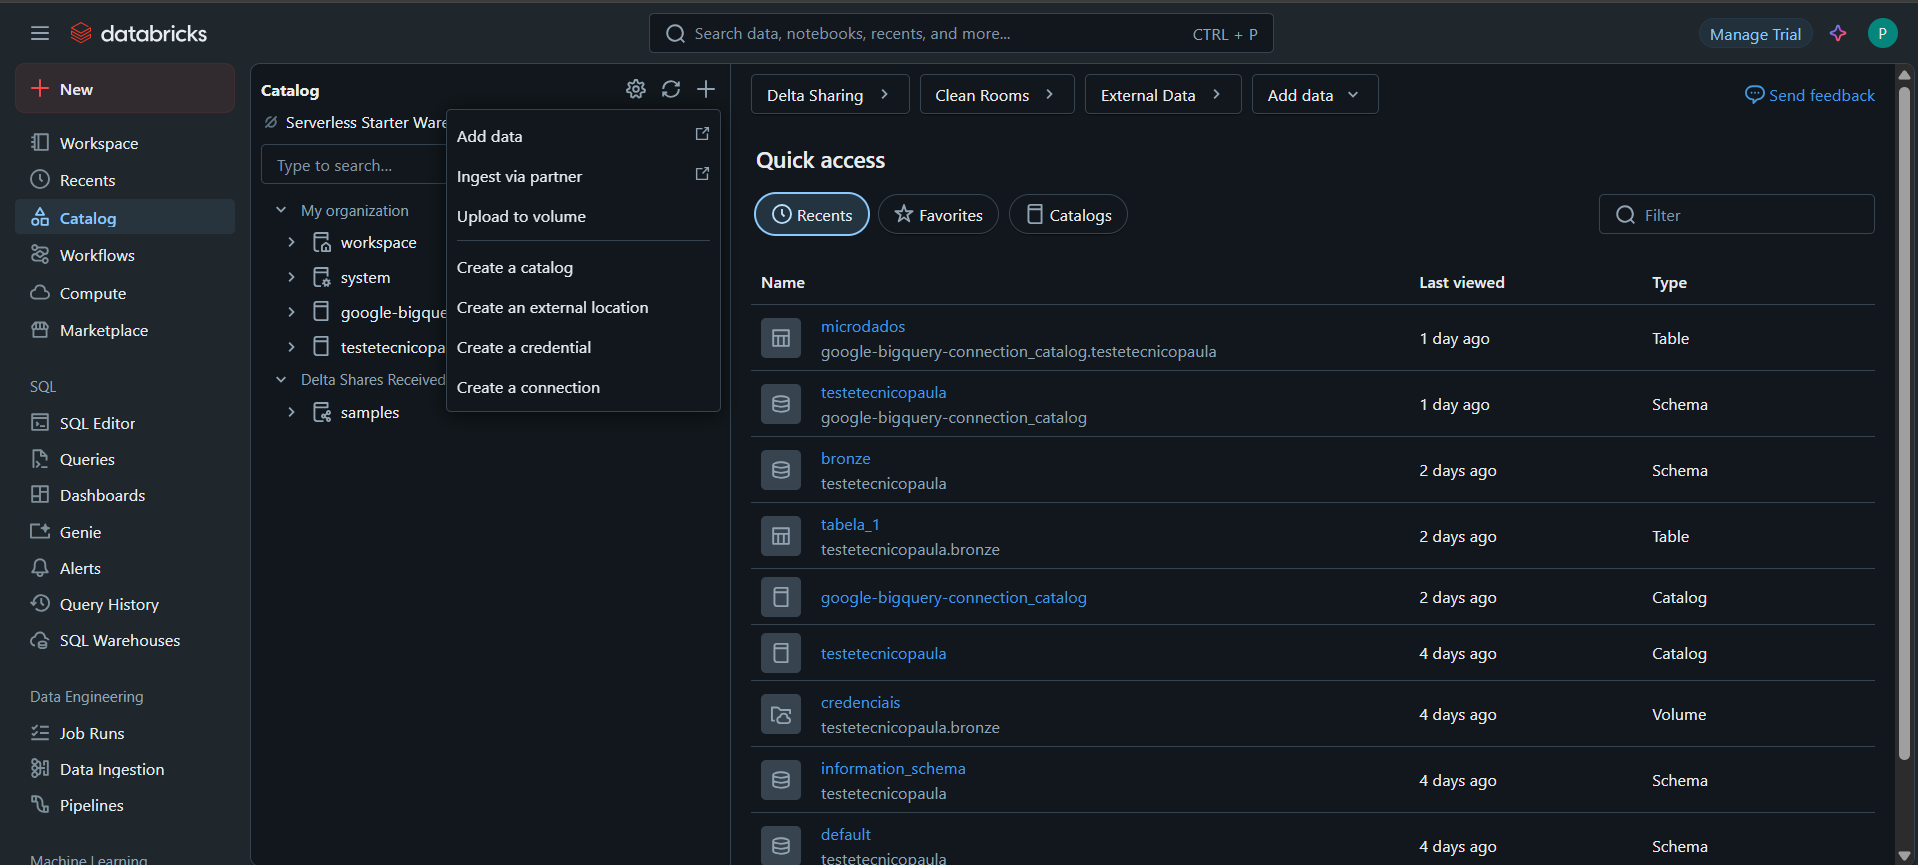 databricks
Search data, notebooks, recents, and more...
CTRL + P
Manage Trial
P
New
Workspace
Recents
Catalog
Workflows
Compute
Marketplace
SQL
SQL Editor
Queries
Dashboards
Genie
Alerts
Query History
SQL Warehouses
Data Engineering
Job Runs
Data Ingestion
Pipelines
Machine Learning
Catalog
Serverless Starter Ware
Type to search...
My organization
workspace
system
google-bigque
testetecnicopa
Delta Shares Received
samples
Add data
Ingest via partner
Upload to volume
Create a catalog
Create an external location
Create a credential
Create a connection
Delta Sharing
Clean Rooms
External Data
Add data
Send feedback
Quick access
Recents
Favorites
Catalogs
Filter
Name Last viewed Type
microdados
google-bigquery-connection_catalog.testetecnicopaula
1 day ago
Table
testetecnicopaula
google-bigquery-connection_catalog
1 day ago
Schema
bronze
testetecnicopaula
2 days ago
Schema
tabela_1
testetecnicopaula.bronze
2 days ago
Table
google-bigquery-connection_catalog
2 days ago
Catalog
testetecnicopaula
4 days ago
Catalog
credenciais
testetecnicopaula.bronze
4 days ago
Volume
information_schema
testetecnicopaula
4 days ago
Schema
default
testetecnicopaula
4 days ago
Schema